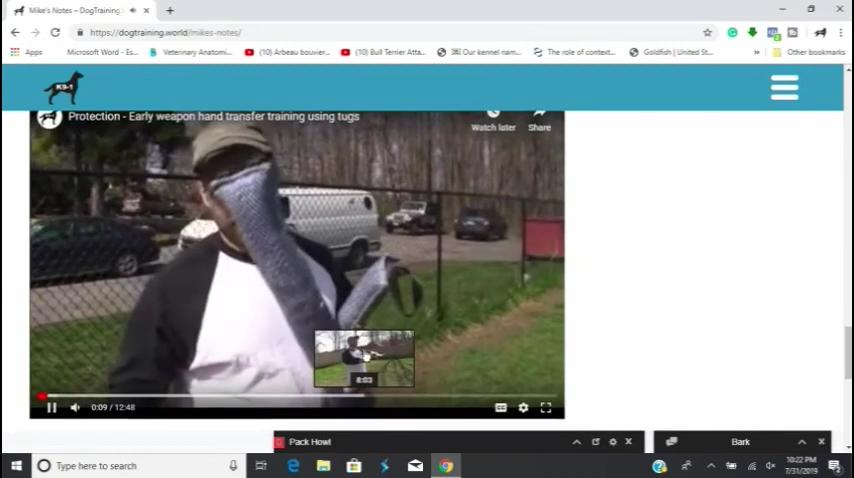 Mike's Notes - DogTraining.
https://dogtraining.world/mikes-notes/
Apps
Microsoft Word - Es...
Veterinary Anatomi...
(10) Arbeau bouvier...
(10) Bull Terrier Atta...
Our kennel nam...
The role of context...
Goldfish | United St...
»
Other bookmarks
K9-1
Protection - Early weapon hand transfer training using tugs
Watch later
Share
8:03
0:09 / 12:48
CC
Pack Howl
Bark
Type here to search
10:22 PM
7/31/2019
2